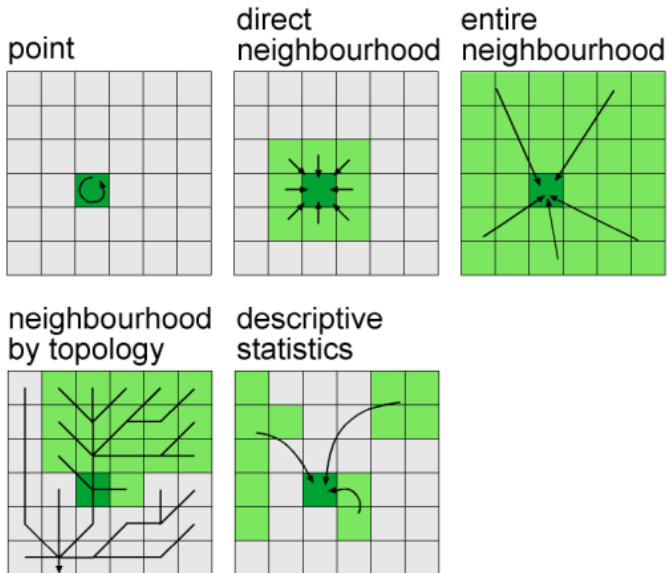 point
direct
neighbourhood
entire
neighbourhood
neighbourhood
by topology
descriptive
statistics